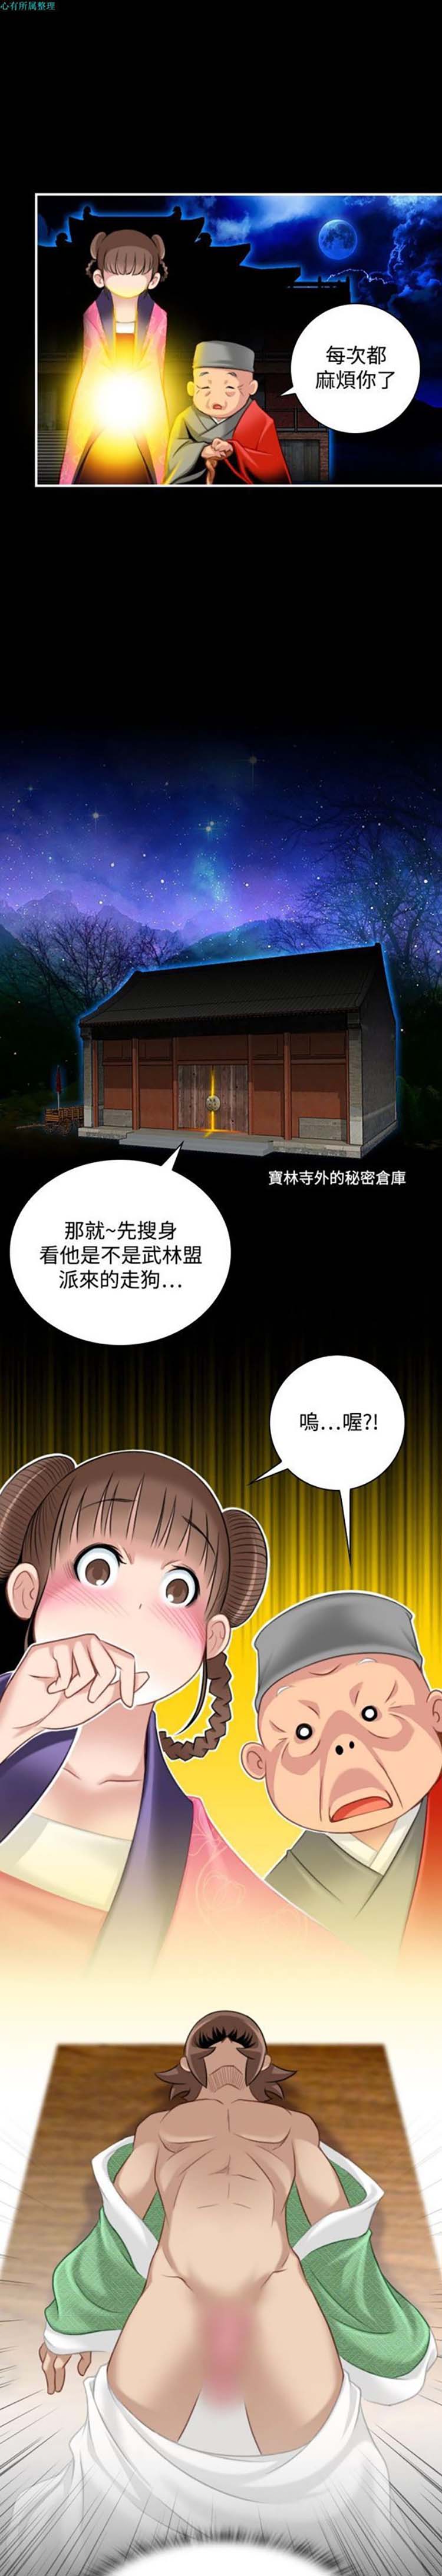 心有所属整理
每次都
麻煩你了
寶林寺外的秘密倉庫
那就~先搜身
看他是不是武林盟
派來的走狗...
嗚...喔?!